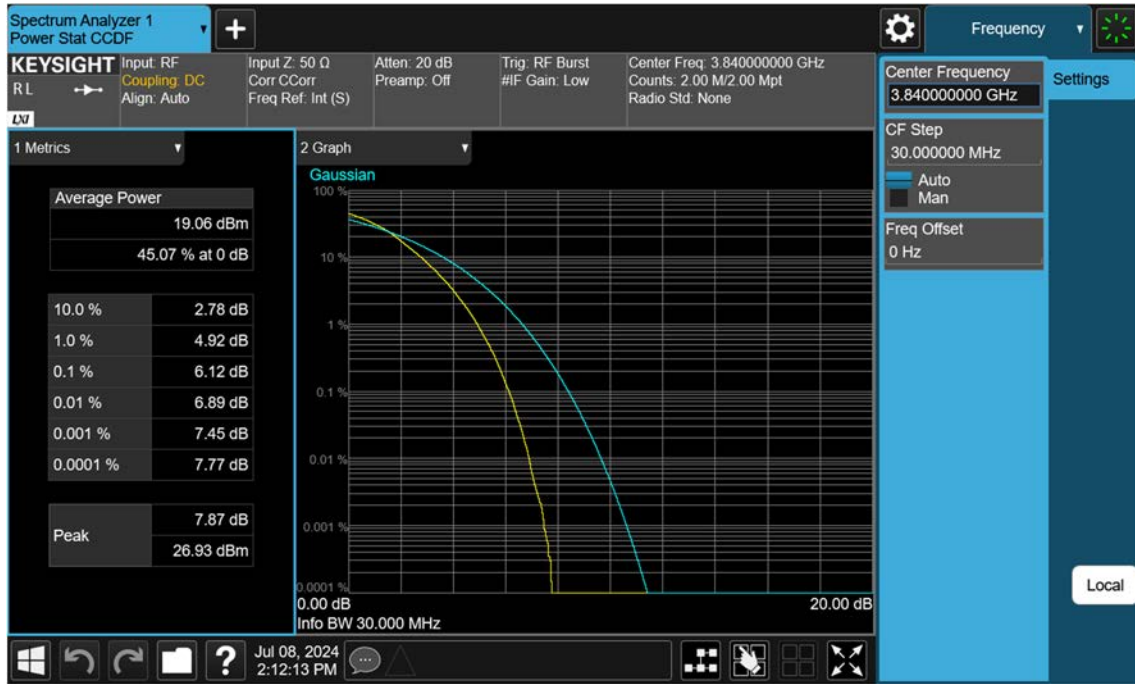 Spectrum Analyzer 1
Power Stat CCDF
+
Frequency
KEYSIGHT
RL
LXI
Input: RF
Coupling: DC
Align: Auto
Input Z: 50 Ω
Corr CCorr
Freq Ref: Int (S)
Atten: 20 dB
Preamp: Off
Trig: RF Burst
#IF Gain: Low
Center Freq: 3.840000000 GHz
Counts: 2.00 M/2.00 Mpt
Radio Std: None
Center Frequency
3.840000000 GHz
Settings
CF Step
30.000000 MHz
Auto
Man
Freq Offset
0 Hz
Local
1 Metrics
Average Power
19.06 dBm
45.07 % at 0 dB
10.0 % 2.78 dB
1.0 % 4.92 dB
0.1 % 6.12 dB
0.01 % 6.89 dB
0.001 % 7.45 dB
0.0001 % 7.77 dB
Peak
7.87 dB
26.93 dBm
2 Graph
Gaussian
100 %
10 %
1 %
0.1 %
0.01 %
0.001 %
0.0001 %
0.00 dB 20.00 dB
Info BW 30.000 MHz
?
Jul 08, 2024
2:12:13 PM